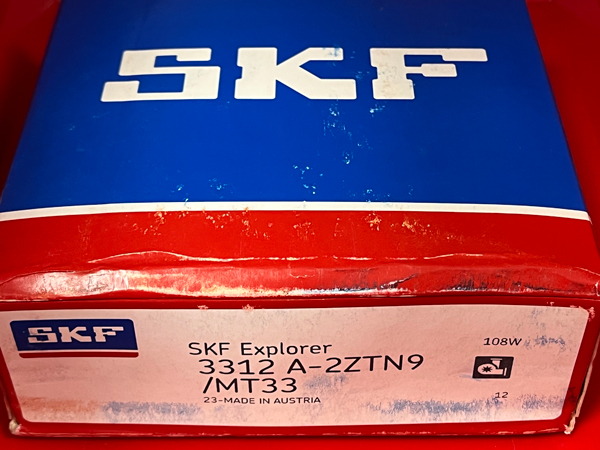 SKF
SKF
SKF Explorer
3312 A-2ZTN9
/MT33
23-MADE IN AUSTRIA
108W
12